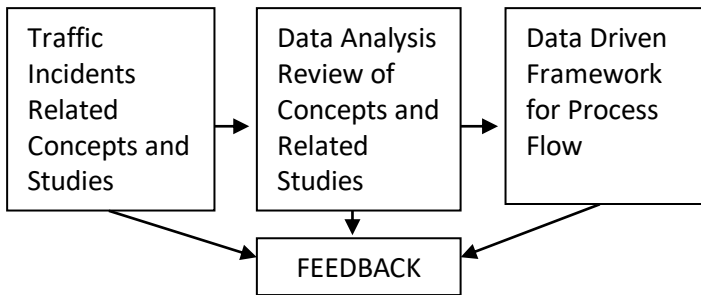 Traffic
Incidents
Related
Concepts and
Studies
Data Analysis
Review of
Concepts and
Related
Studies
Data Driven
Framework
for Process
Flow
FEEDBACK